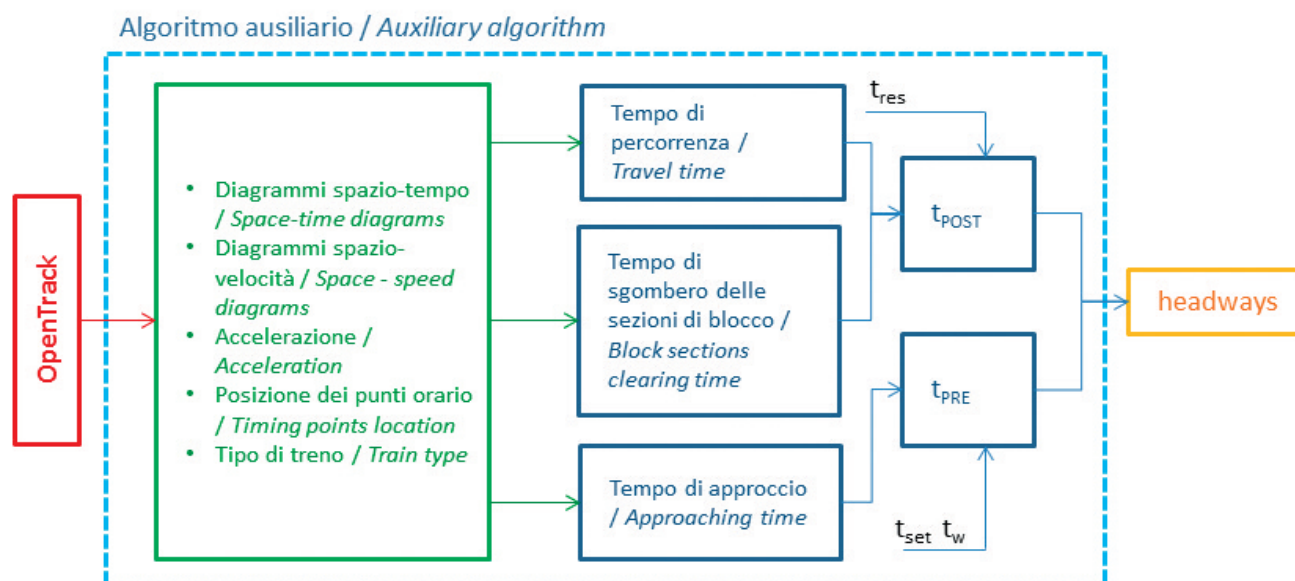 Algoritmo ausiliario / Auxiliary algorithm
OpenTrack
• Diagrammi spazio-tempo
/ Space-time diagrams
• Diagrammi spazio-
velocità / Space - speed
diagrams
• Accelerazione /
Acceleration
• Posizione dei punti orario
/ Timing points location
• Tipo di treno / Train type
Tempo di
percorrenza /
Travel time
Tempo di
sgombero delle
sezioni di blocco /
Block sections
clearing time
Tempo di approccio
/ Approaching time
tres
tPOST
tPRE
tset tw
headways